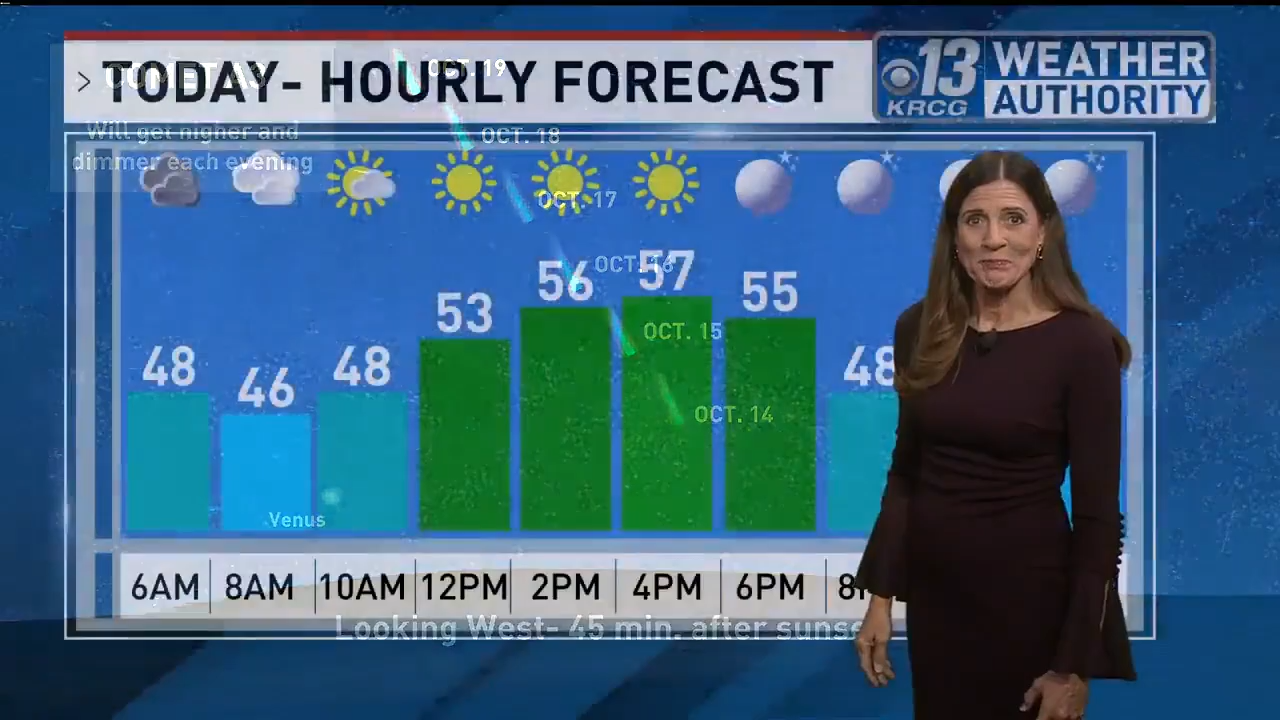 > TODAY- HOURLY FORECAST
COMET A3
13
KRCG
WEATHER
AUTHORITY
Will get higher and
dimmer each evening
OCT. 19
OCT. 18
OCT. 17
OCT. 16
OCT. 15
OCT. 14
48 46 48 53 56 57 55 48
Venus
6AM 8AM 10AM 12PM 2PM 4PM 6PM
Looking West- 45 min. after